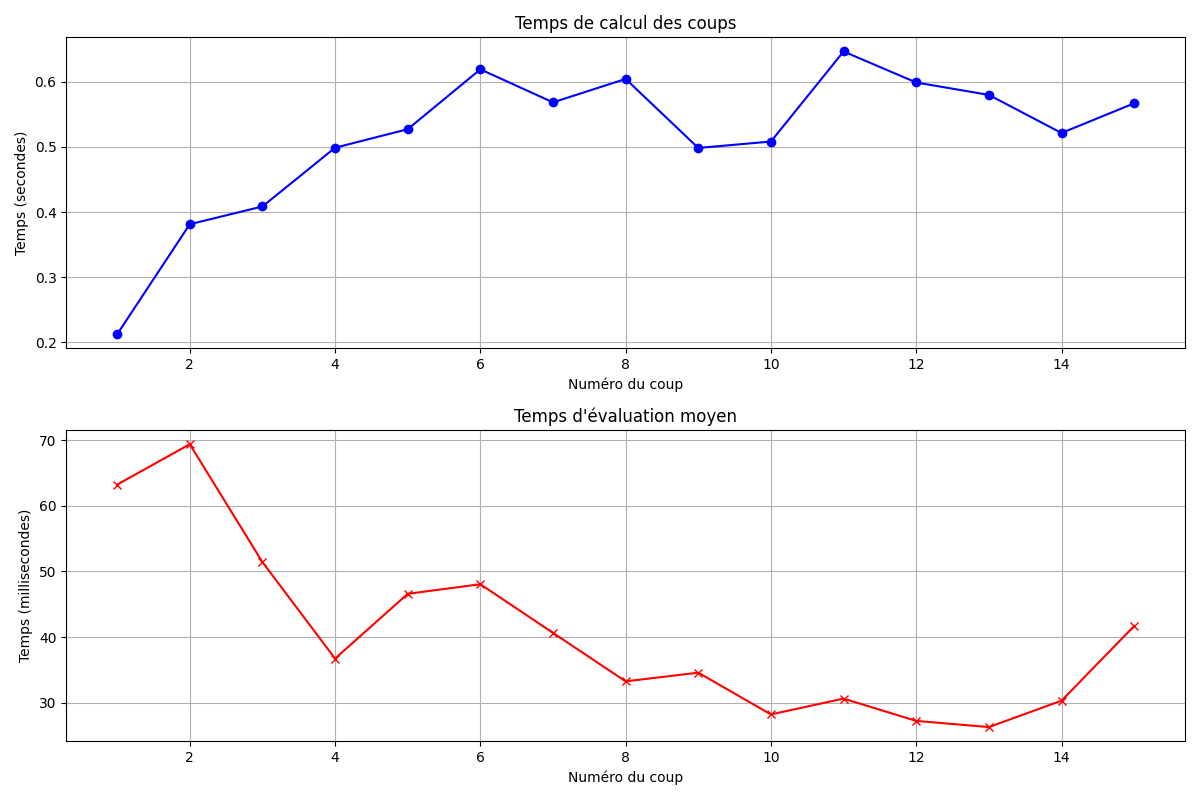 Temps de calcul des coups
Temps (secondes)
0.6
0.5
0.4
0.3
0.2
2 4 6 8 10 12 14
Numéro du coup
Temps d'évaluation moyen
Temps (millisecondes)
70
60
50
40
30
2 4 6 8 10 12 14
Numéro du coup